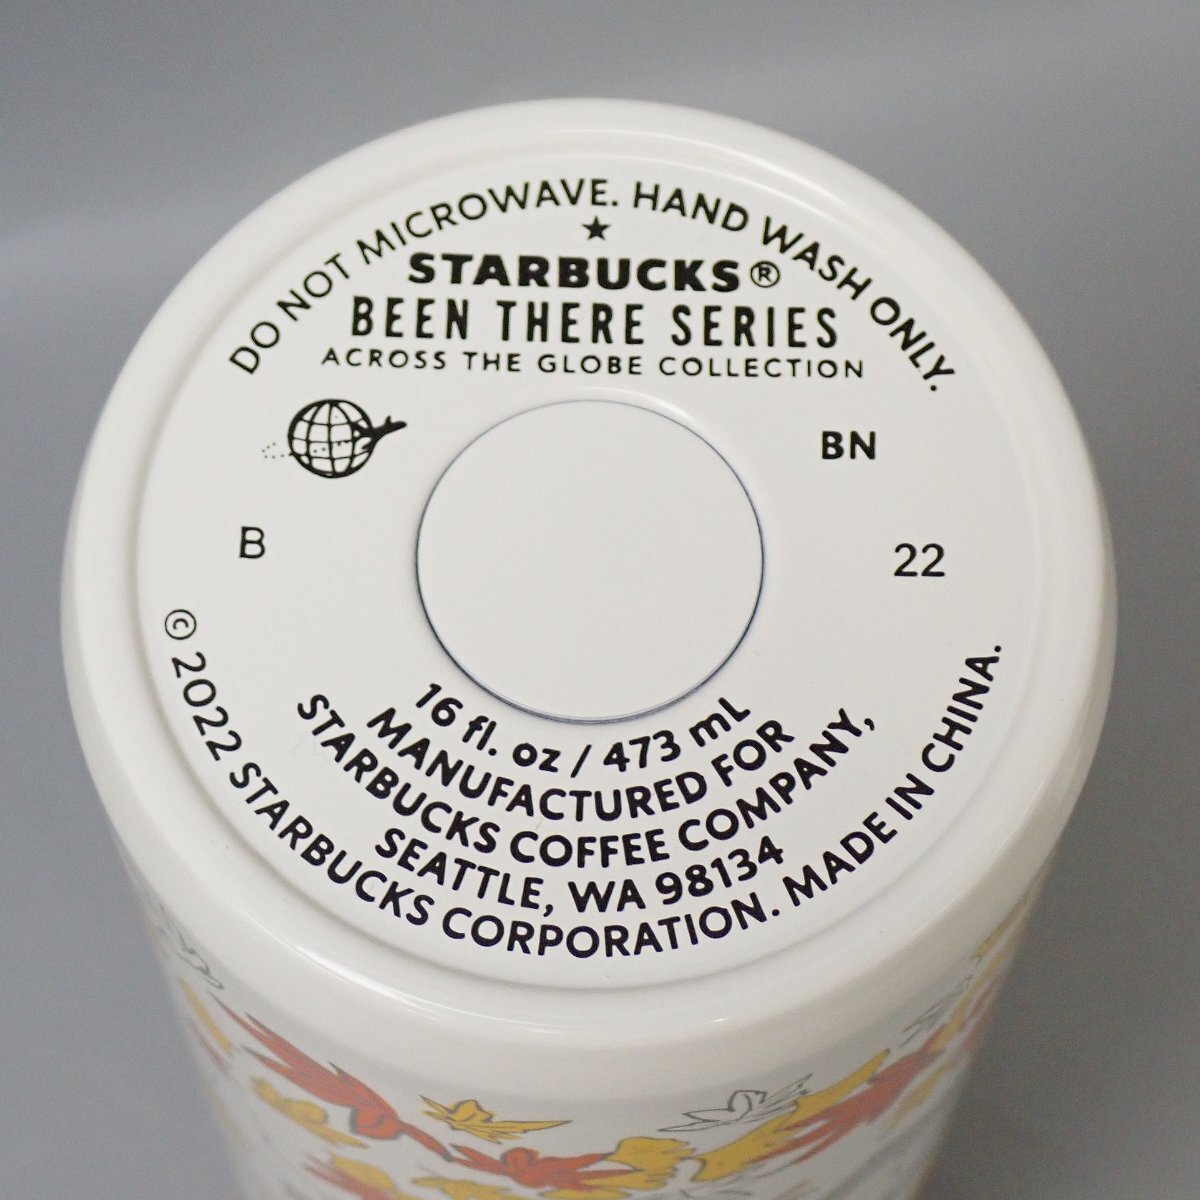 DO NOT MICROWAVE. HAND WASH ONLY.
STARBUCKS®
BEEN THERE SERIES
ACROSS THE GLOBE COLLECTION
BN
B
22
16 fl. oz / 473 mL
MANUFACTURED FOR
STARBUCKS COFFEE COMPANY,
SEATTLE, WA 98134
© 2022 STARBUCKS CORPORATION. MADE IN CHINA.